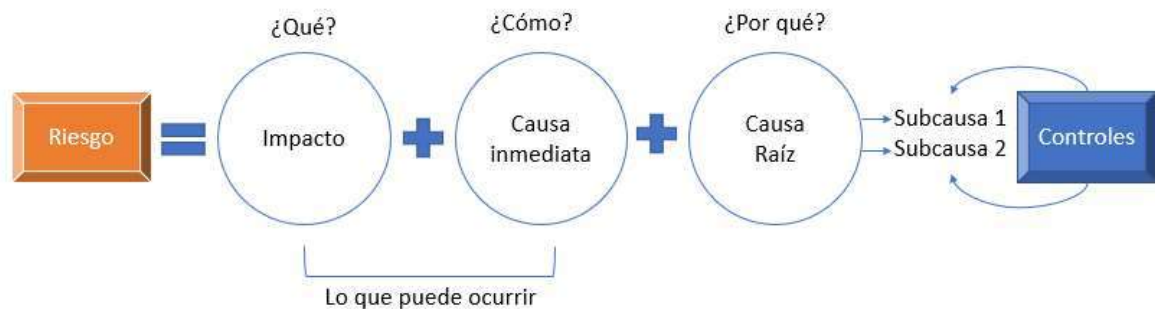 ¿Qué?
¿Cómo?
¿Por qué?
Riesgo
Impacto
Causa
inmediata
Causa
Raíz
Subcausa 1
Subcausa 2
Controles
Lo que puede ocurrir